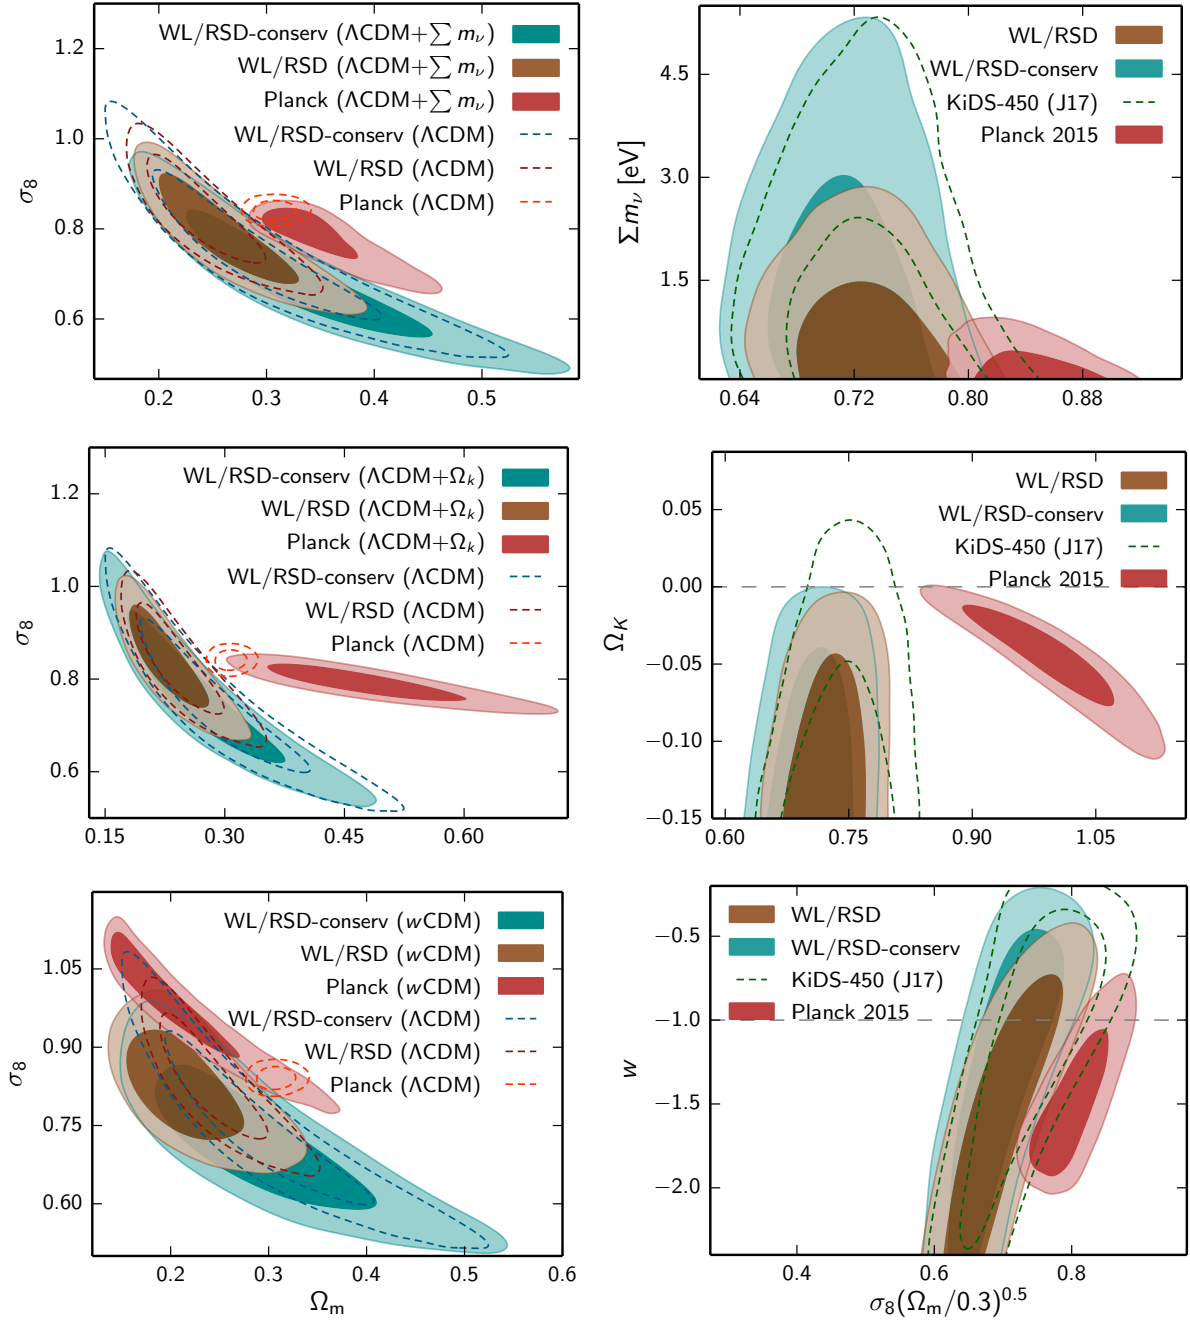 WL/RSD-conserv (ΛCDM+∑ mν)
WL/RSD (ΛCDM+∑ mν)
Planck (ΛCDM+∑ mν)
WL/RSD-conserv (ΛCDM)
WL/RSD (ΛCDM)
Planck (ΛCDM)
1.2
1.0
0.8
0.6
σ8
0.2 0.3 0.4 0.5
WL/RSD
WL/RSD-conserv
KiDS-450 (J17)
Planck 2015
4.5
3.0
1.5
Σmν [eV]
0.64 0.72 0.80 0.88
WL/RSD-conserv (ΛCDM+Ωk)
WL/RSD (ΛCDM+Ωk)
Planck (ΛCDM+Ωk)
WL/RSD-conserv (ΛCDM)
WL/RSD (ΛCDM)
Planck (ΛCDM)
1.2
1.0
0.8
0.6
σ8
0.15 0.30 0.45 0.60
WL/RSD
WL/RSD-conserv
KiDS-450 (J17)
Planck 2015
0.05
0.00
−0.05
−0.10
−0.15
ΩK
0.60 0.75 0.90 1.05
WL/RSD-conserv (wCDM)
WL/RSD (wCDM)
Planck (wCDM)
WL/RSD-conserv (ΛCDM)
WL/RSD (ΛCDM)
Planck (ΛCDM)
1.05
0.90
0.75
0.60
σ8
0.2 0.3 0.4 0.5 0.6
Ωm
WL/RSD
WL/RSD-conserv
KiDS-450 (J17)
Planck 2015
−0.5
−1.0
−1.5
−2.0
w
0.4 0.6 0.8
σ8(Ωm/0.3)^0.5